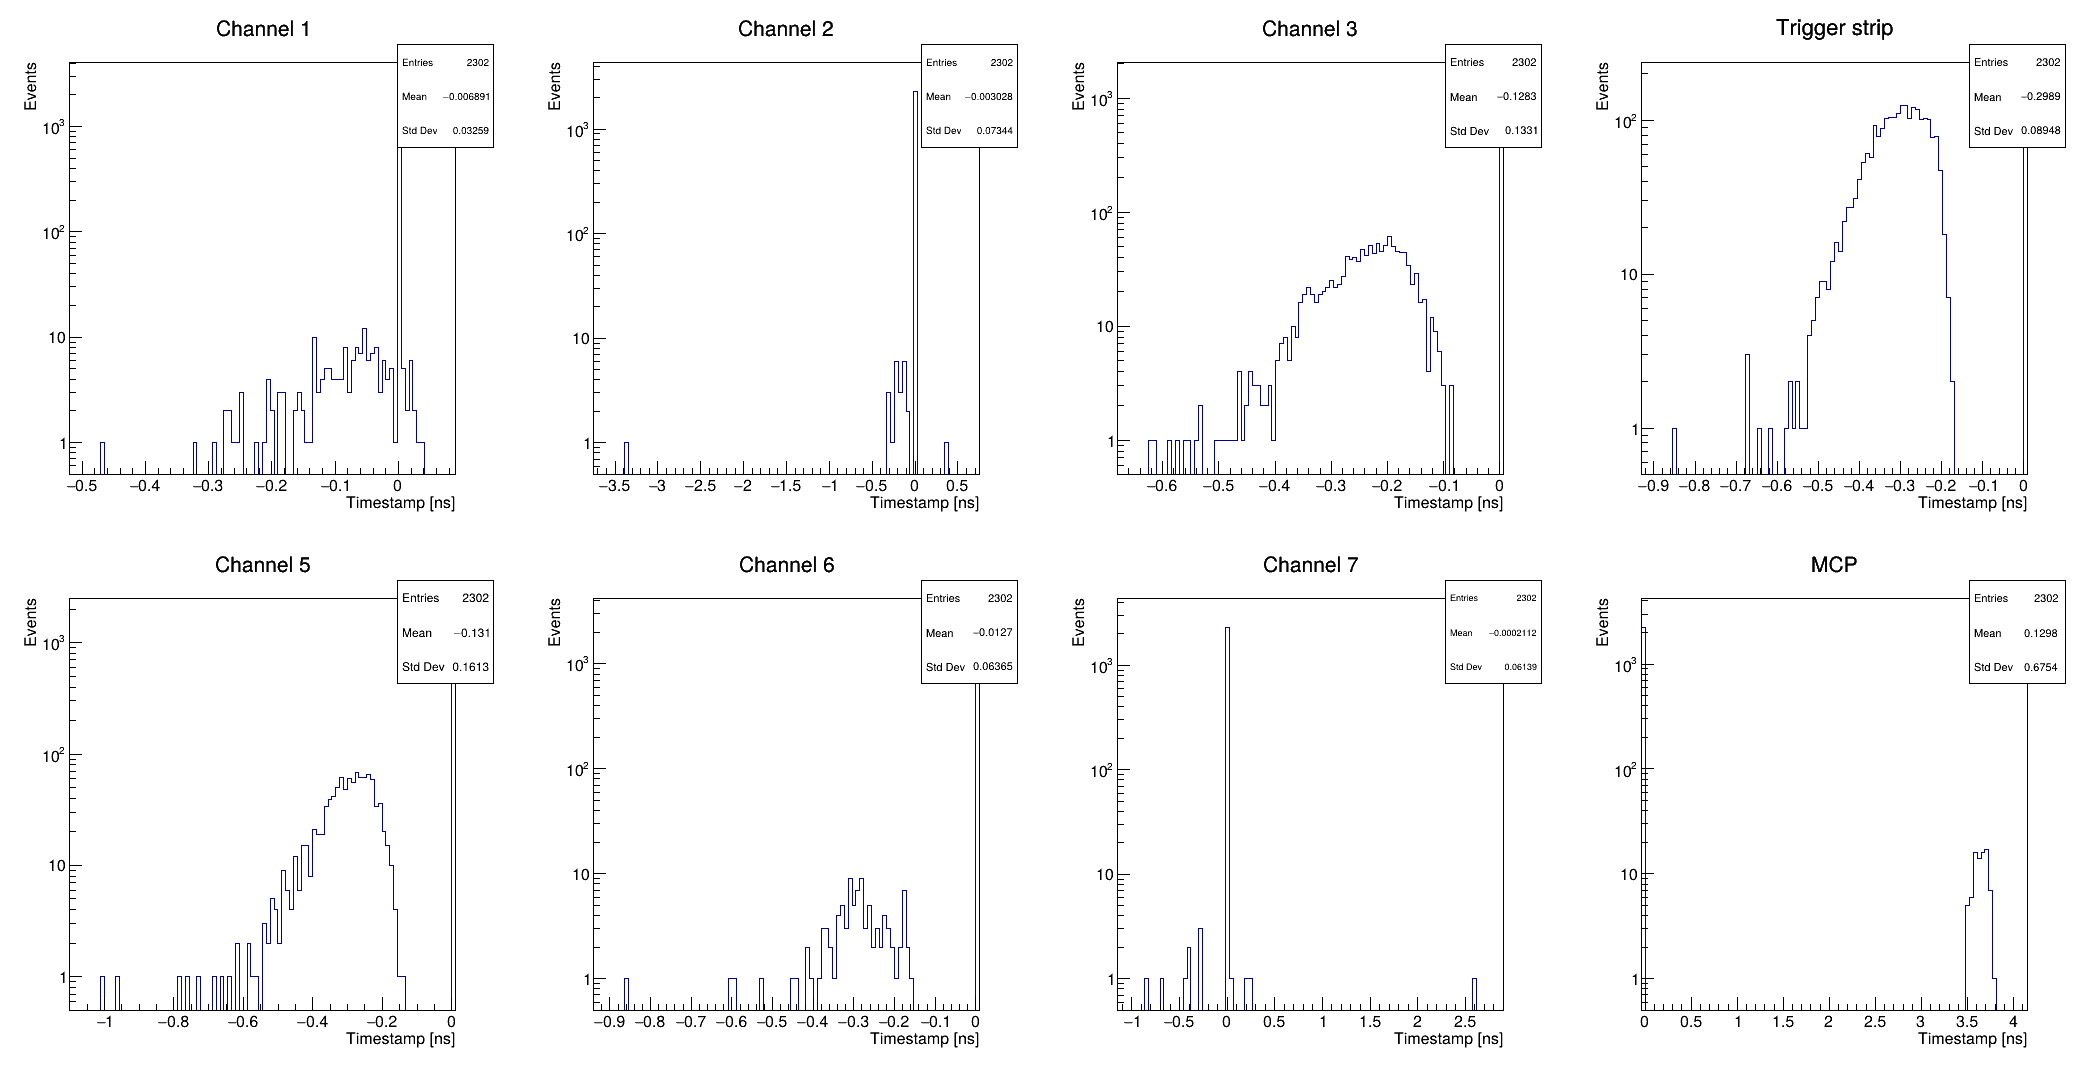 Channel 1
Events
Entries 2302
Mean −0.006891
Std Dev 0.03259
10³
10²
10
1
−0.5 −0.4 −0.3 −0.2 −0.1 0
Timestamp [ns]
Channel 2
Events
Entries 2302
Mean −0.003028
Std Dev 0.07344
10³
10²
10
1
−3.5 −3 −2.5 −2 −1.5 −1 −0.5 0 0.5
Timestamp [ns]
Channel 3
Events
Entries 2302
Mean −0.1283
Std Dev 0.1331
10³
10²
10
1
−0.6 −0.5 −0.4 −0.3 −0.2 −0.1 0
Timestamp [ns]
Trigger strip
Events
Entries 2302
Mean −0.2989
Std Dev 0.08948
10²
10
1
−0.9 −0.8 −0.7 −0.6 −0.5 −0.4 −0.3 −0.2 −0.1 0
Timestamp [ns]
Channel 5
Events
Entries 2302
Mean −0.131
Std Dev 0.1613
10³
10²
10
1
−1 −0.8 −0.6 −0.4 −0.2 0
Timestamp [ns]
Channel 6
Events
Entries 2302
Mean −0.0127
Std Dev 0.06365
10³
10²
10
1
−0.9 −0.8 −0.7 −0.6 −0.5 −0.4 −0.3 −0.2 −0.1 0
Timestamp [ns]
Channel 7
Events
Entries 2302
Mean −0.0002112
Std Dev 0.06139
10³
10²
10
1
−1 −0.5 0 0.5 1 1.5 2 2.5
Timestamp [ns]
MCP
Events
Entries 2302
Mean 0.1298
Std Dev 0.6754
10³
10²
10
1
0 0.5 1 1.5 2 2.5 3 3.5 4
Timestamp [ns]